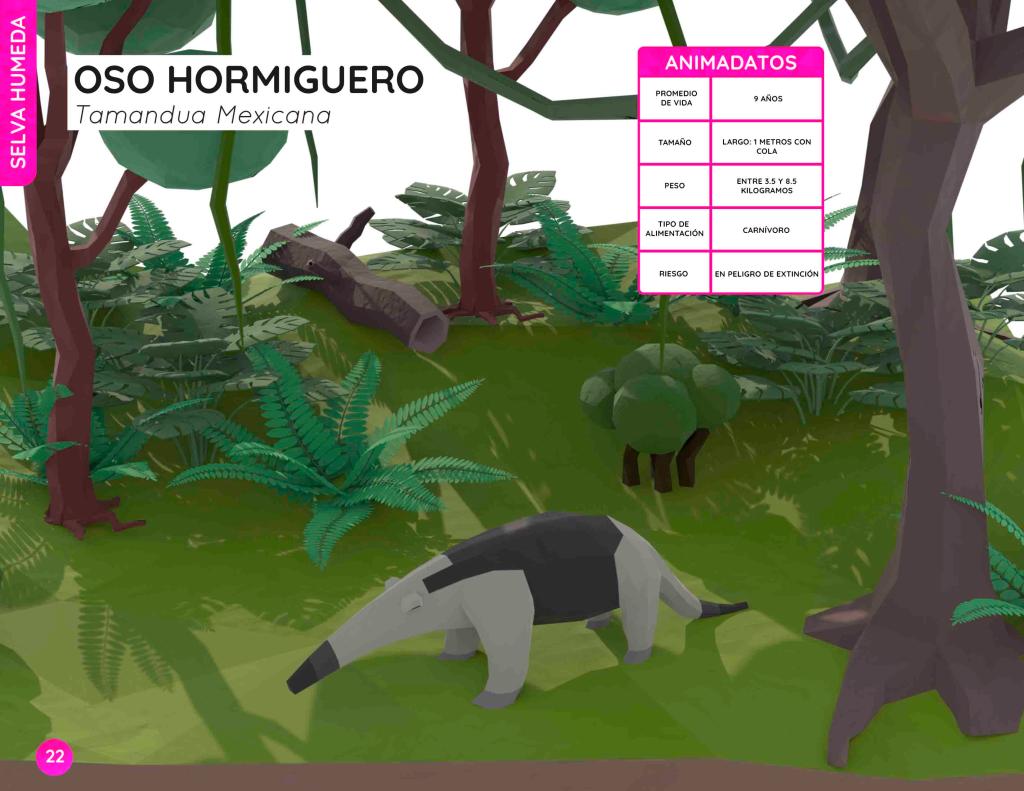 SELVA HUMEDA
OSO HORMIGUERO
Tamandua Mexicana
ANIMADATOS
PROMEDIO
DE VIDA
9 AÑOS
TAMAÑO
LARGO: 1 METROS CON
COLA
PESO
ENTRE 3.5 Y 8.5
KILOGRAMOS
TIPO DE
ALIMENTACIÓN
CARNÍVORO
RIESGO
EN PELIGRO DE EXTINCIÓN
22